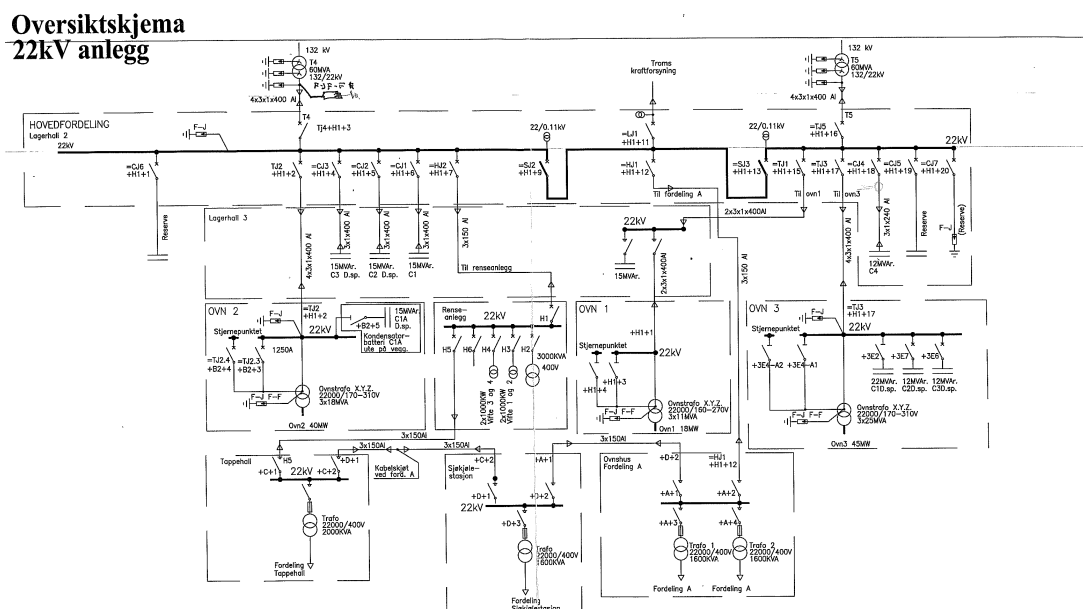 Oversiktskjema
22kV anlegg
132 kV
T4
60MVA
132/22kV
4x3x1x400 Al
Troms
kraftforsyning
132 kV
T5
60MVA
132/22kV
4x3x1x400 Al
HOVEDFORDELING
Lagerhall 2
22kV
F-J
T4
Tj4+H1+3
22/0.11kV
=LJ1
+H1+11
22/0.11kV
T5
=TJ5
+H1+16
22kV
=CJ6
+H1+1
TJ2
+H1+2
=CJ3
+H1+4
=CJ2
+H1+5
=CJ1
+H1+6
=HJ2
+H1+7
=SJ2
+H1+9
=HJ1
+H1+12
=SJ3
+H1+13
=TJ1
+H1+15
=TJ3
+H1+17
=CJ4
+H1+18
=CJ5
+H1+19
=CJ7
+H1+20
Til fordeling A
Til ovn1
Til ovn3
Reserve
Lagerhall 3
4x3x1x400 Al
3x1x400 Al
3x1x400 Al
3x1x400 Al
3x150 Al
15MVAr.
C3 D.sp.
15MVAr.
C2 D.sp.
15MVAr.
C1
Til renseanlegg
22kV
2x3x1x400Al
15MVAr.
2x3x1x400Al
3x150 Al
4x3x1x400 Al
3x1x240 Al
12MVAr.
C4
Reserve
F-J
(Reserve)
OVN 2
F-J
=TJ2
+H1+2
22kV
Stjernepunktet
1250A
=TJ2.4
+B2+4
=TJ2.3
+B2+3
+B2+5
15MVAr
C1A
D.sp.
Kondensator-
batteri C1A
ute på vegg.
F-J F-F
Ovnstrafo X.Y.Z.
22000/170-310V
3x18MVA
Ovn2 40MW
Rense-
anlegg
22kV
H1
H5
H6
H4
H3
H2
3000KVA
400V
2x1000KW
Vifte 3 og 4
2x1000KW
Vifte 1 og 2
OVN 1
+H1+1
22kV
Stjernepunktet
+H1+3
+H1+4
F-J F-F
Ovnstrafo X.Y.Z.
22000/160-270V
3x11MVA
Ovn1 18MW
OVN 3
F-J
=TJ3
+H1+17
22kV
Stjernepunktet
+3E4-A2
+3E4-A1
+3E2
+3E7
+3E6
22MVAr.
C1D.sp.
12MVAr.
C2D.sp.
12MVAr.
C3D.sp.
F-J F-F
Ovnstrafo X.Y.Z.
22000/170-310V
3x25MVA
Ovn3 45MW
3x150Al
3x150Al
3x150Al
3x150Al
Tappehall
H5
+C+1
+D+1
+C+2
22kV
Trafo
22000/400V
2000KVA
Fordeling
Tappehall
Kabelskjøt
ved ford. A
+C+2
+A+1
Sjøkjøle-
stasjon
+D+1
+D+2
22kV
+D+3
Trafo
22000/400V
1600KVA
Fordeling
Sjøkjølestasjon
Ovnshus
Fordeling A
+D+2
=HJ1
+H1+12
+A+1
+A+2
+A+3
+A+4
Trafo 1
22000/400V
1600KVA
Trafo 2
22000/400V
1600KVA
Fordeling A
Fordeling A